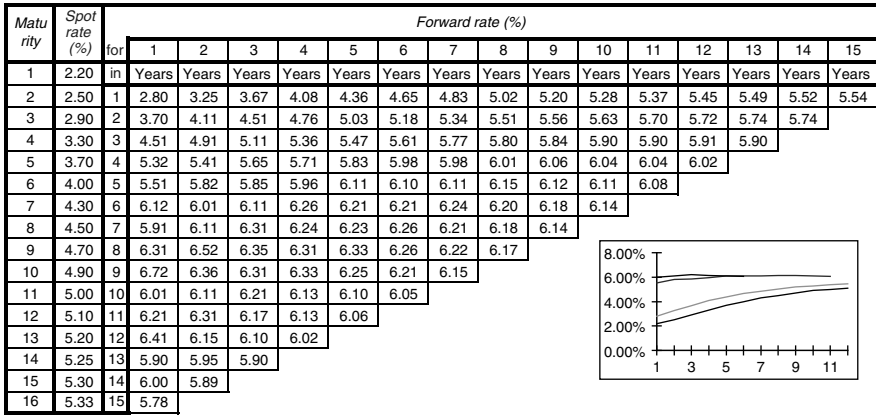 Matu rity Spot rate (%) Forward rate (%)
for 1 2 3 4 5 6 7 8 9 10 11 12 13 14 15
1 2.20 in Years Years Years Years Years Years Years Years Years Years Years Years Years Years Years
2 2.50 1 2.80 3.25 3.67 4.08 4.36 4.65 4.83 5.02 5.20 5.28 5.37 5.45 5.49 5.52 5.54
3 2.90 2 3.70 4.11 4.51 4.76 5.03 5.18 5.34 5.51 5.56 5.63 5.70 5.72 5.74 5.74
4 3.30 3 4.51 4.91 5.11 5.36 5.47 5.61 5.77 5.80 5.84 5.90 5.90 5.91 5.90
5 3.70 4 5.32 5.41 5.65 5.71 5.83 5.98 5.98 6.01 6.06 6.04 6.04 6.02
6 4.00 5 5.51 5.82 5.85 5.96 6.11 6.10 6.11 6.15 6.12 6.11 6.08
7 4.30 6 6.12 6.01 6.11 6.26 6.21 6.21 6.24 6.20 6.18 6.14
8 4.50 7 5.91 6.11 6.31 6.24 6.23 6.26 6.21 6.18 6.14
9 4.70 8 6.31 6.52 6.35 6.31 6.33 6.26 6.22 6.17
10 4.90 9 6.72 6.36 6.31 6.33 6.25 6.21 6.15
11 5.00 10 6.01 6.11 6.21 6.13 6.10 6.05
12 5.10 11 6.21 6.31 6.17 6.13 6.06
13 5.20 12 6.41 6.15 6.10 6.02
14 5.25 13 5.90 5.95 5.90
15 5.30 14 6.00 5.89
16 5.33 15 5.78
8.00%
6.00%
4.00%
2.00%
0.00%
1 3 5 7 9 11